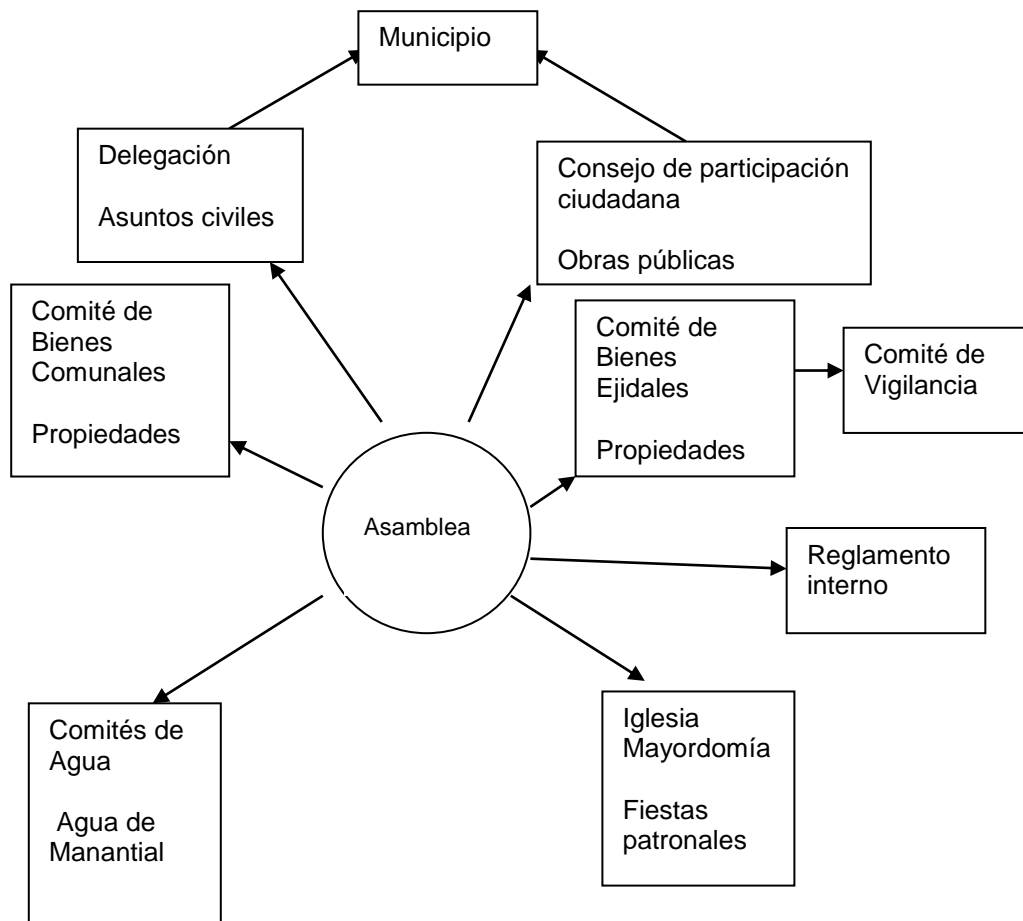 Municipio
Delegación
Asuntos civiles
Consejo de participación
ciudadana
Obras públicas
Comité de
Bienes
Comunales
Propiedades
Comité de
Bienes
Ejidales
Propiedades
Comité de
Vigilancia
Asamblea
Reglamento
interno
Comités de
Agua
Agua de
Manantial
Iglesia
Mayordomía
Fiestas
patronales